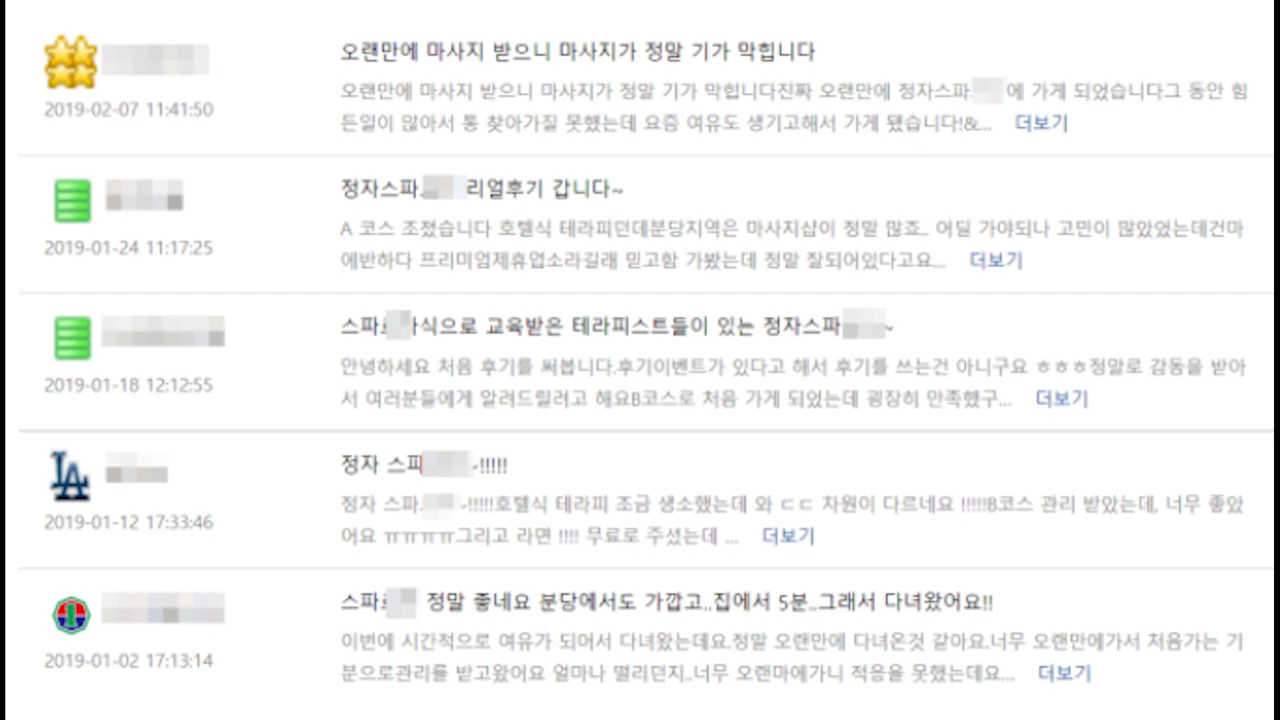 오랜만에 마사지 받으니 마사지가 정말 기가 막힙니다
오랜만에 마사지 받으니 마사지가 정말 기가 막힙니다진짜 오랜만에 정자스파 에 가게 되었습니다그 동안 힘
2019-02-07 11:41:50
든일이 많아서 통 찾아가질 못했는데 요즘 여유도 생기고해서 가게 됐습니다!&... 더보기
정자스파 리얼후기 갑니다~
A 코스 조졌습니다 호텔식 테라피던데분당지역은 마사지샵이 정말 많죠.. 어딜 가야되나 고민이 많았었는데건마
2019-01-24 11:17:25
에반하다 프리미엄제휴업소라길래 믿고함 가봤는데 정말 잘되어있다고요... 더보기
스파 식으로 교육받은 테라피스트들이 있는 정자스파 ~
안녕하세요 처음 후기를 써봅니다.후기이벤트가 있다고 해서 후기를 쓰는건 아니구요 ㅎㅎㅎ정말로 감동을 받아
2019-01-18 12:12:55
서 여러분들에게 알려드릴려고 해요B코스로 처음 가게 되었는데 굉장히 만족했구... 더보기
LA
정자 스파 ~!!!!!
정자 스파 ~!!!!!호텔식 테라피 조금 생소했는데 와 ㄷㄷ 차원이 다르네요 !!!!!B코스 관리 받았는데, 너무 좋았
2019-01-12 17:33:46
어요 ㅠㅠㅠㅠ그리고 라면 !!!! 무료로 주셨는데 ... 더보기
스파 정말 좋네요 분당에서도 가깝고..집에서 5분..그래서 다녀왔어요!!
이번에 시간적으로 여유가 되어서 다녀왔는데요.정말 오랜만에 다녀온것 같아요.너무 오랜만에가서 처음가는 기
2019-01-02 17:13:14
분으로관리를 받고왔어요 얼마나 떨리던지..너무 오랜마에가니 적응을 못했는데요... 더보기